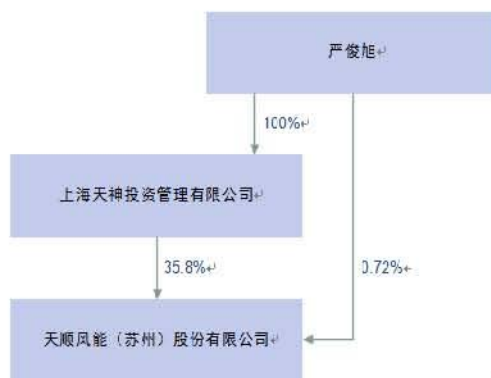 严俊旭
100%
上海天神投资管理有限公司
35.8%
0.72%
天顺风能（苏州）股份有限公司